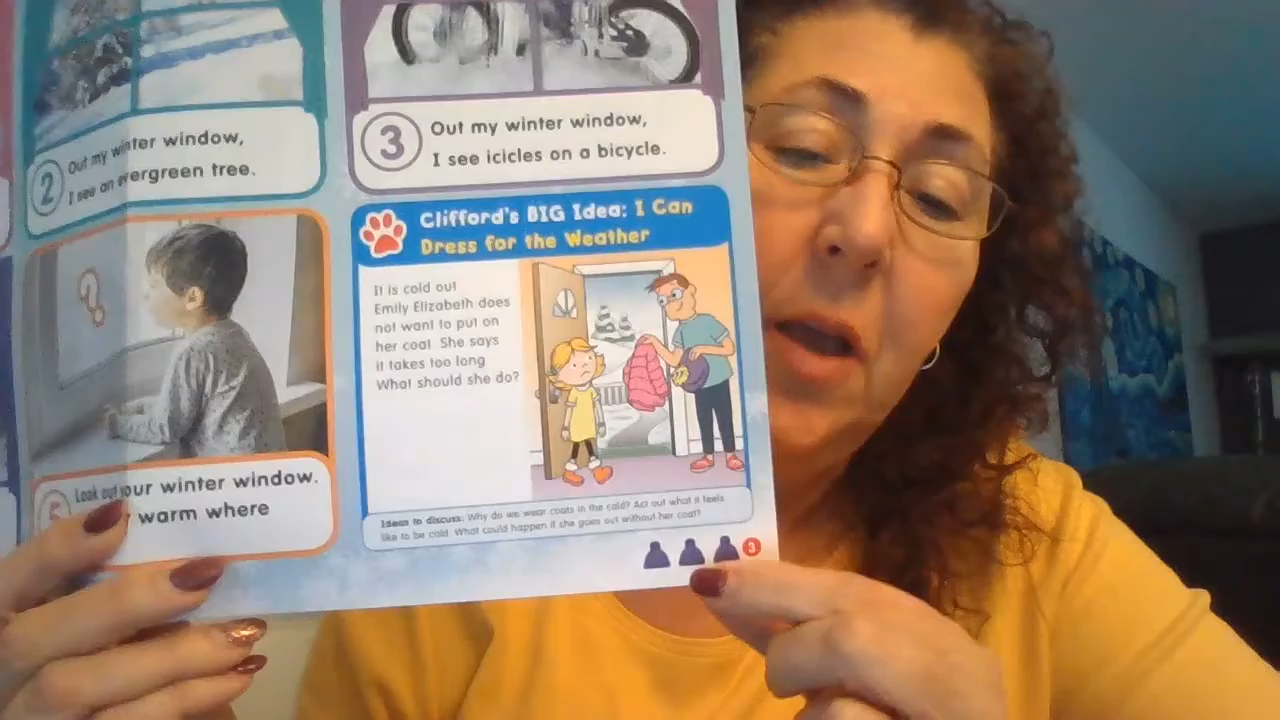 2
Out my winter window,
I see an evergreen tree.
3
Out my winter window,
I see icicles on a bicycle.
?
Look out your winter window.
warm where
Clifford's BIG Idea: I Can
Dress for the Weather
It is cold out
Emily Elizabeth does
not want to put on
her coat She says
it takes too long
What should she do?
Ideas to discuss: Why do we wear coats in the cold? Act out what it feels
like to be cold. What could happen if she goes out without her coat?
3